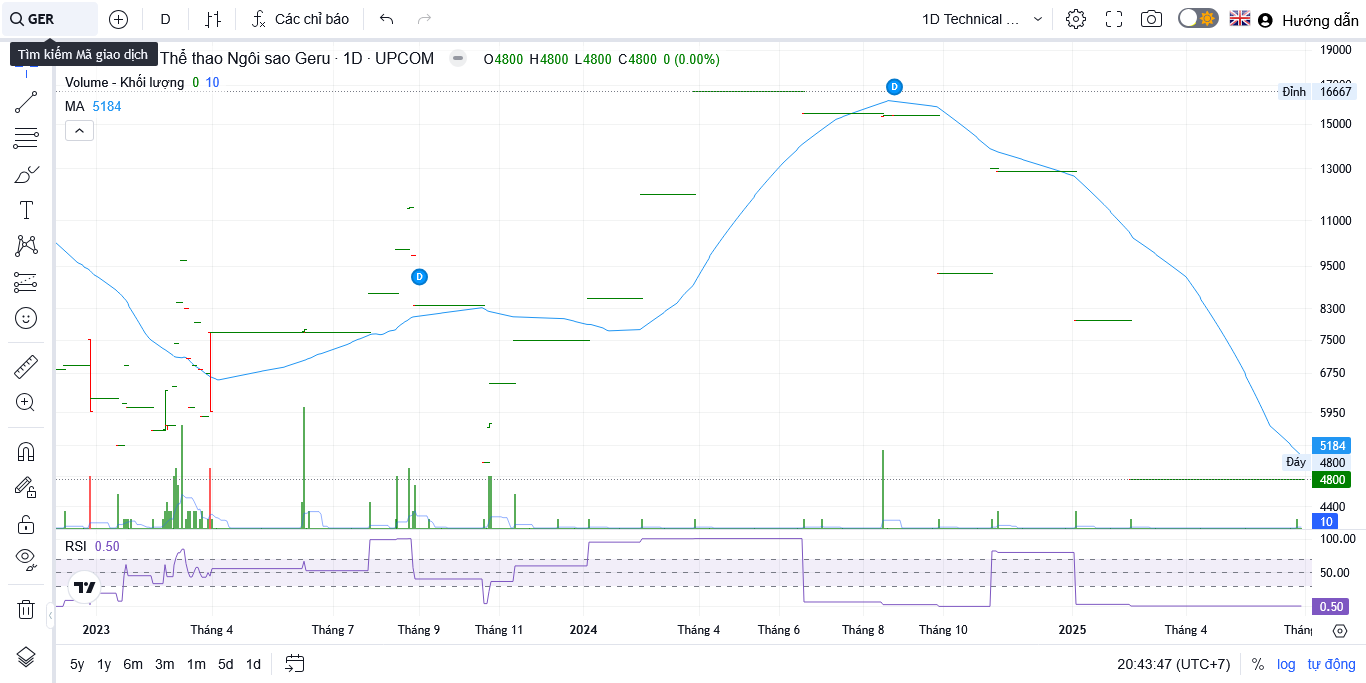 GER
D
Các chỉ báo
1D Technical ...
Hướng dẫn
Tìm kiếm Mã giao dịch
Thể thao Ngôi sao Geru · 1D · UPCOM
O4800 H4800 L4800 C4800 0 (0.00%)
Volume - Khối lượng 0 10
MA 5184
19000
17000
Đỉnh 16667
15000
13000
11000
9500
8300
7500
6750
5950
5184
Đáy 4800
4800
4400
10
D
D
RSI 0.50
100.00
50.00
0.50
2023 Tháng 4 Tháng 7 Tháng 9 Tháng 11 2024 Tháng 4 Tháng 6 Tháng 8 Tháng 10 2025 Tháng 4 Tháng
5y 1y 6m 3m 1m 5d 1d
20:43:47 (UTC+7) % log tự động